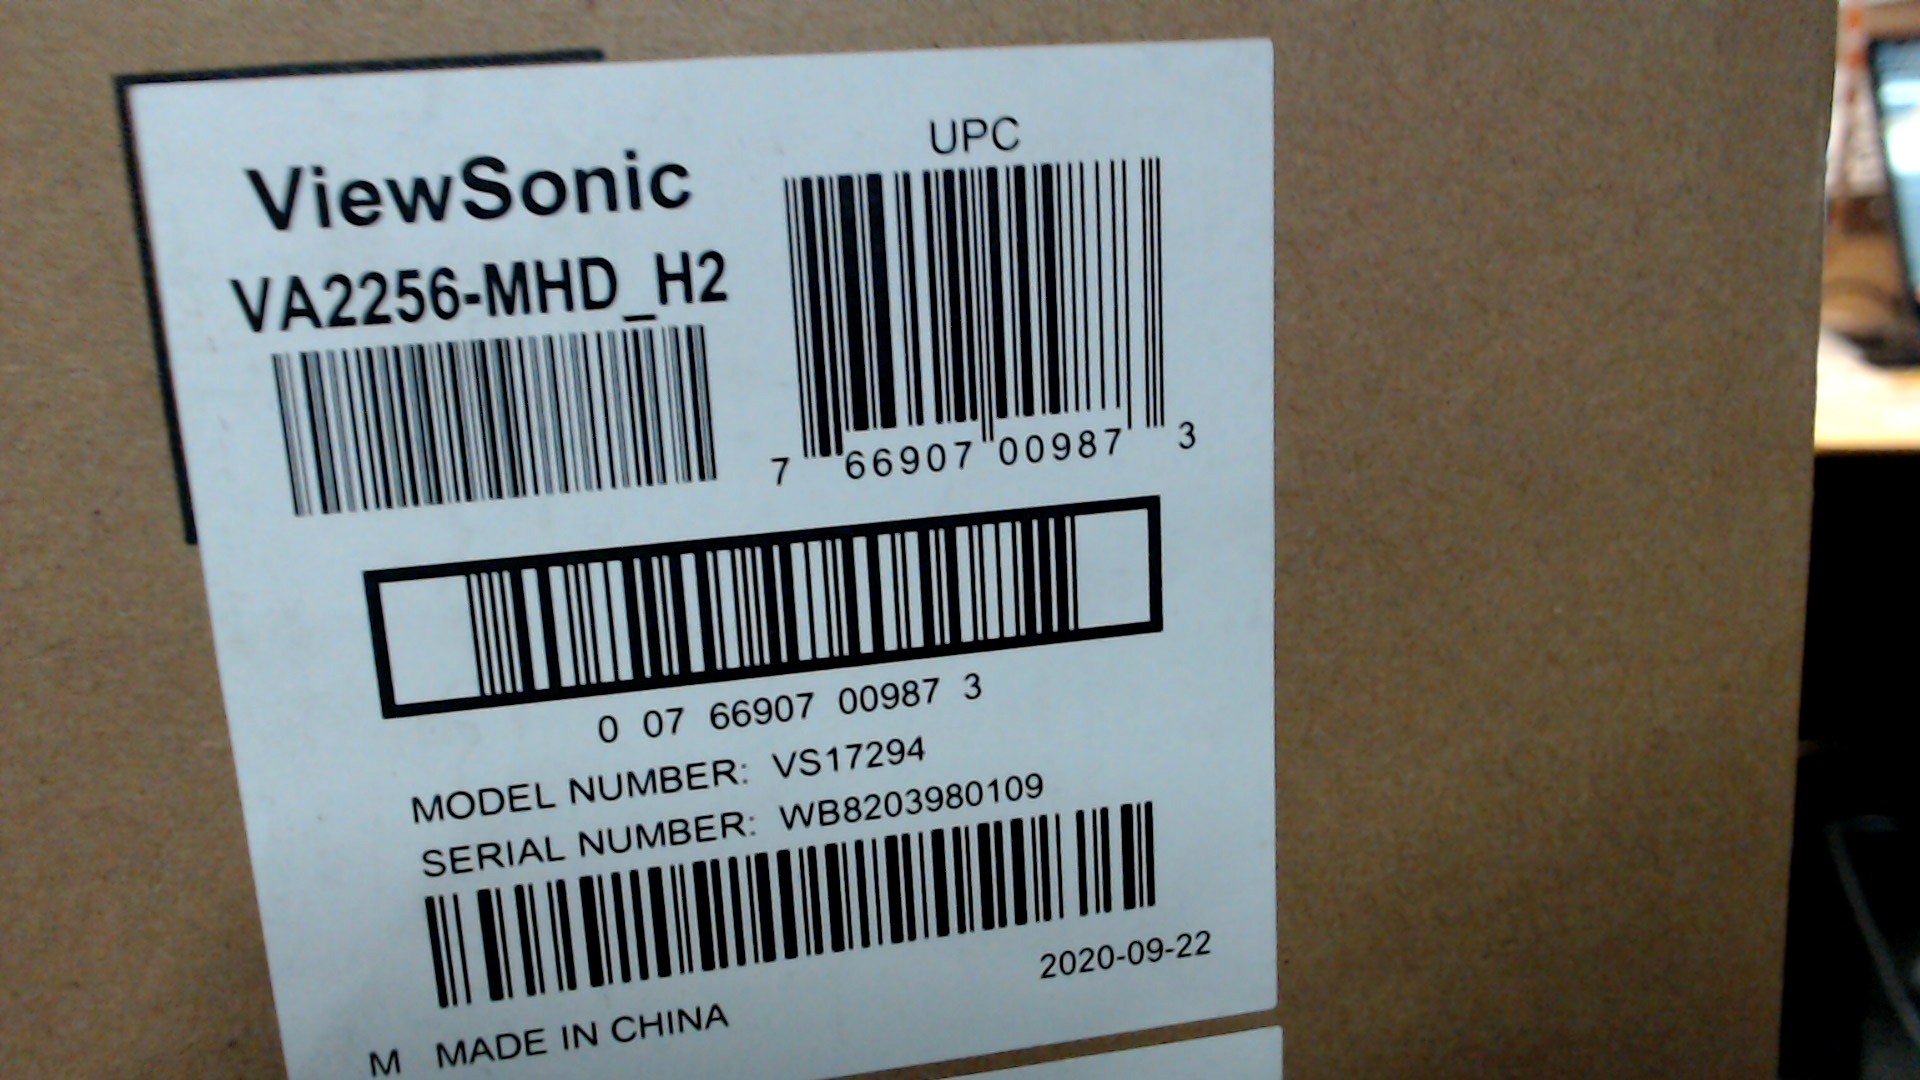 ViewSonic
VA2256-MHD_H2
UPC
7 66907 00987 3
0 07 66907 00987 3
MODEL NUMBER: VS17294
SERIAL NUMBER: WB8203980109
2020-09-22
M MADE IN CHINA